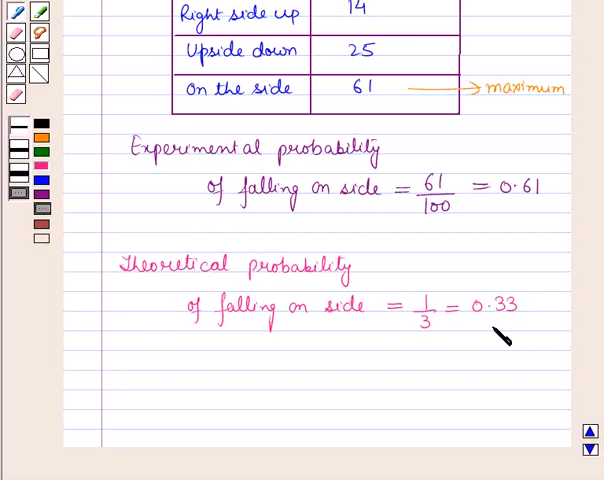 Right side up 14
Upside down 25
On the side 61 → maximum
Experimental probability
of falling on side = 61/100 = 0.61
Theoretical probability
of falling on side = 1/3 = 0.33